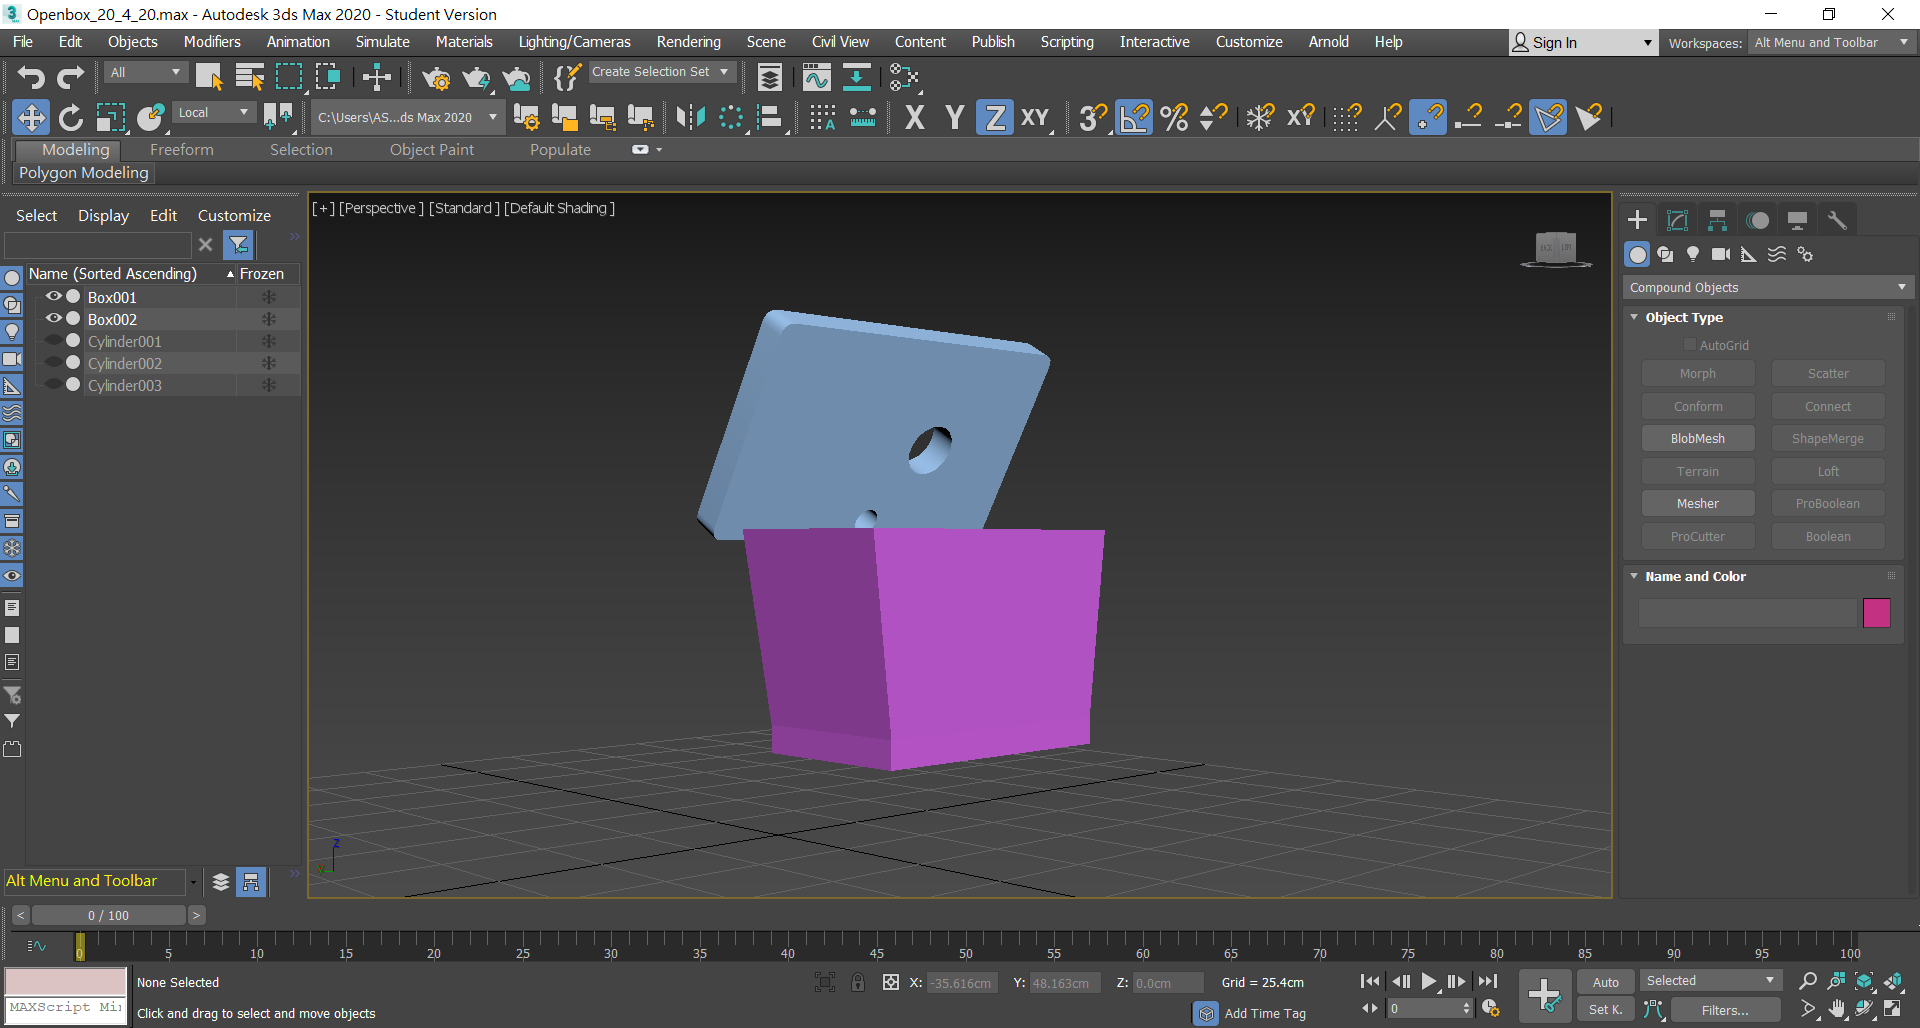 Openbox_20_4_20.max - Autodesk 3ds Max 2020 - Student Version
File Edit Objects Modifiers Animation Simulate Materials Lighting/Cameras Rendering Scene Civil View Content Publish Scripting Interactive Customize Arnold Help Sign In Workspaces: Alt Menu and Toolbar
All Create Selection Set
Local C:\Users\AS...ds Max 2020 X Y Z XY 3 % XY
Modeling Freeform Selection Object Paint Populate
Polygon Modeling
Select Display Edit Customize
Name (Sorted Ascending) Frozen
Box001
Box002
Cylinder001
Cylinder002
Cylinder003
[+] [Perspective ] [Standard ] [Default Shading ]
BACK LEFT
z
y
Compound Objects
Object Type
AutoGrid
Morph Scatter
Conform Connect
BlobMesh ShapeMerge
Terrain Loft
Mesher ProBoolean
ProCutter Boolean
Name and Color
Alt Menu and Toolbar
< 0 / 100 >
0 5 10 15 20 25 30 35 40 45 50 55 60 65 70 75 80 85 90 95 100
None Selected X: -35.616cm Y: 48.163cm Z: 0.0cm Grid = 25.4cm Auto Selected
MAXScript Mi
Click and drag to select and move objects Add Time Tag 0 Set K. Filters...